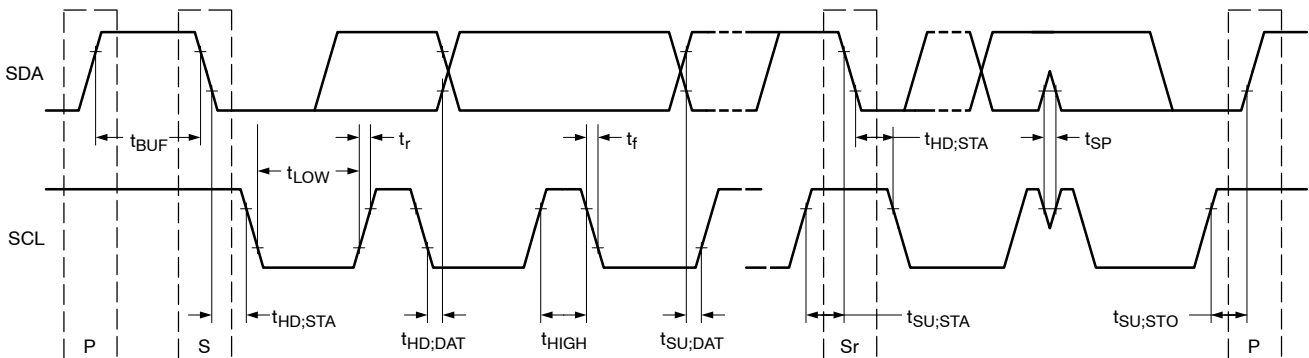 SDA
t_BUF
t_r
t_f
t_HD;STA
t_SP
t_LOW
SCL
t_HD;STA
t_HD;DAT
t_HIGH
t_SU;DAT
t_SU;STA
t_SU;STO
P
S
Sr
P